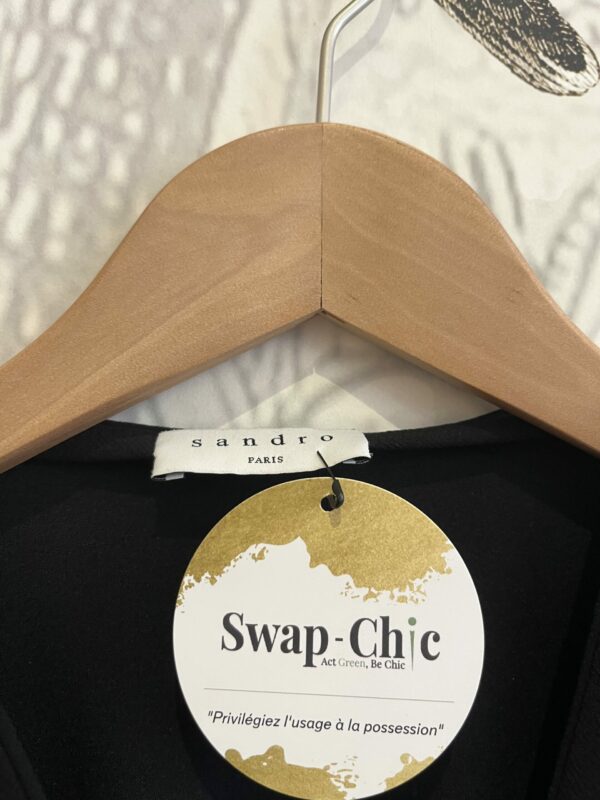 sandro
PARIS
Swap-Chic
Act Green, Be Chic
"Privilégiez l'usage à la possession"